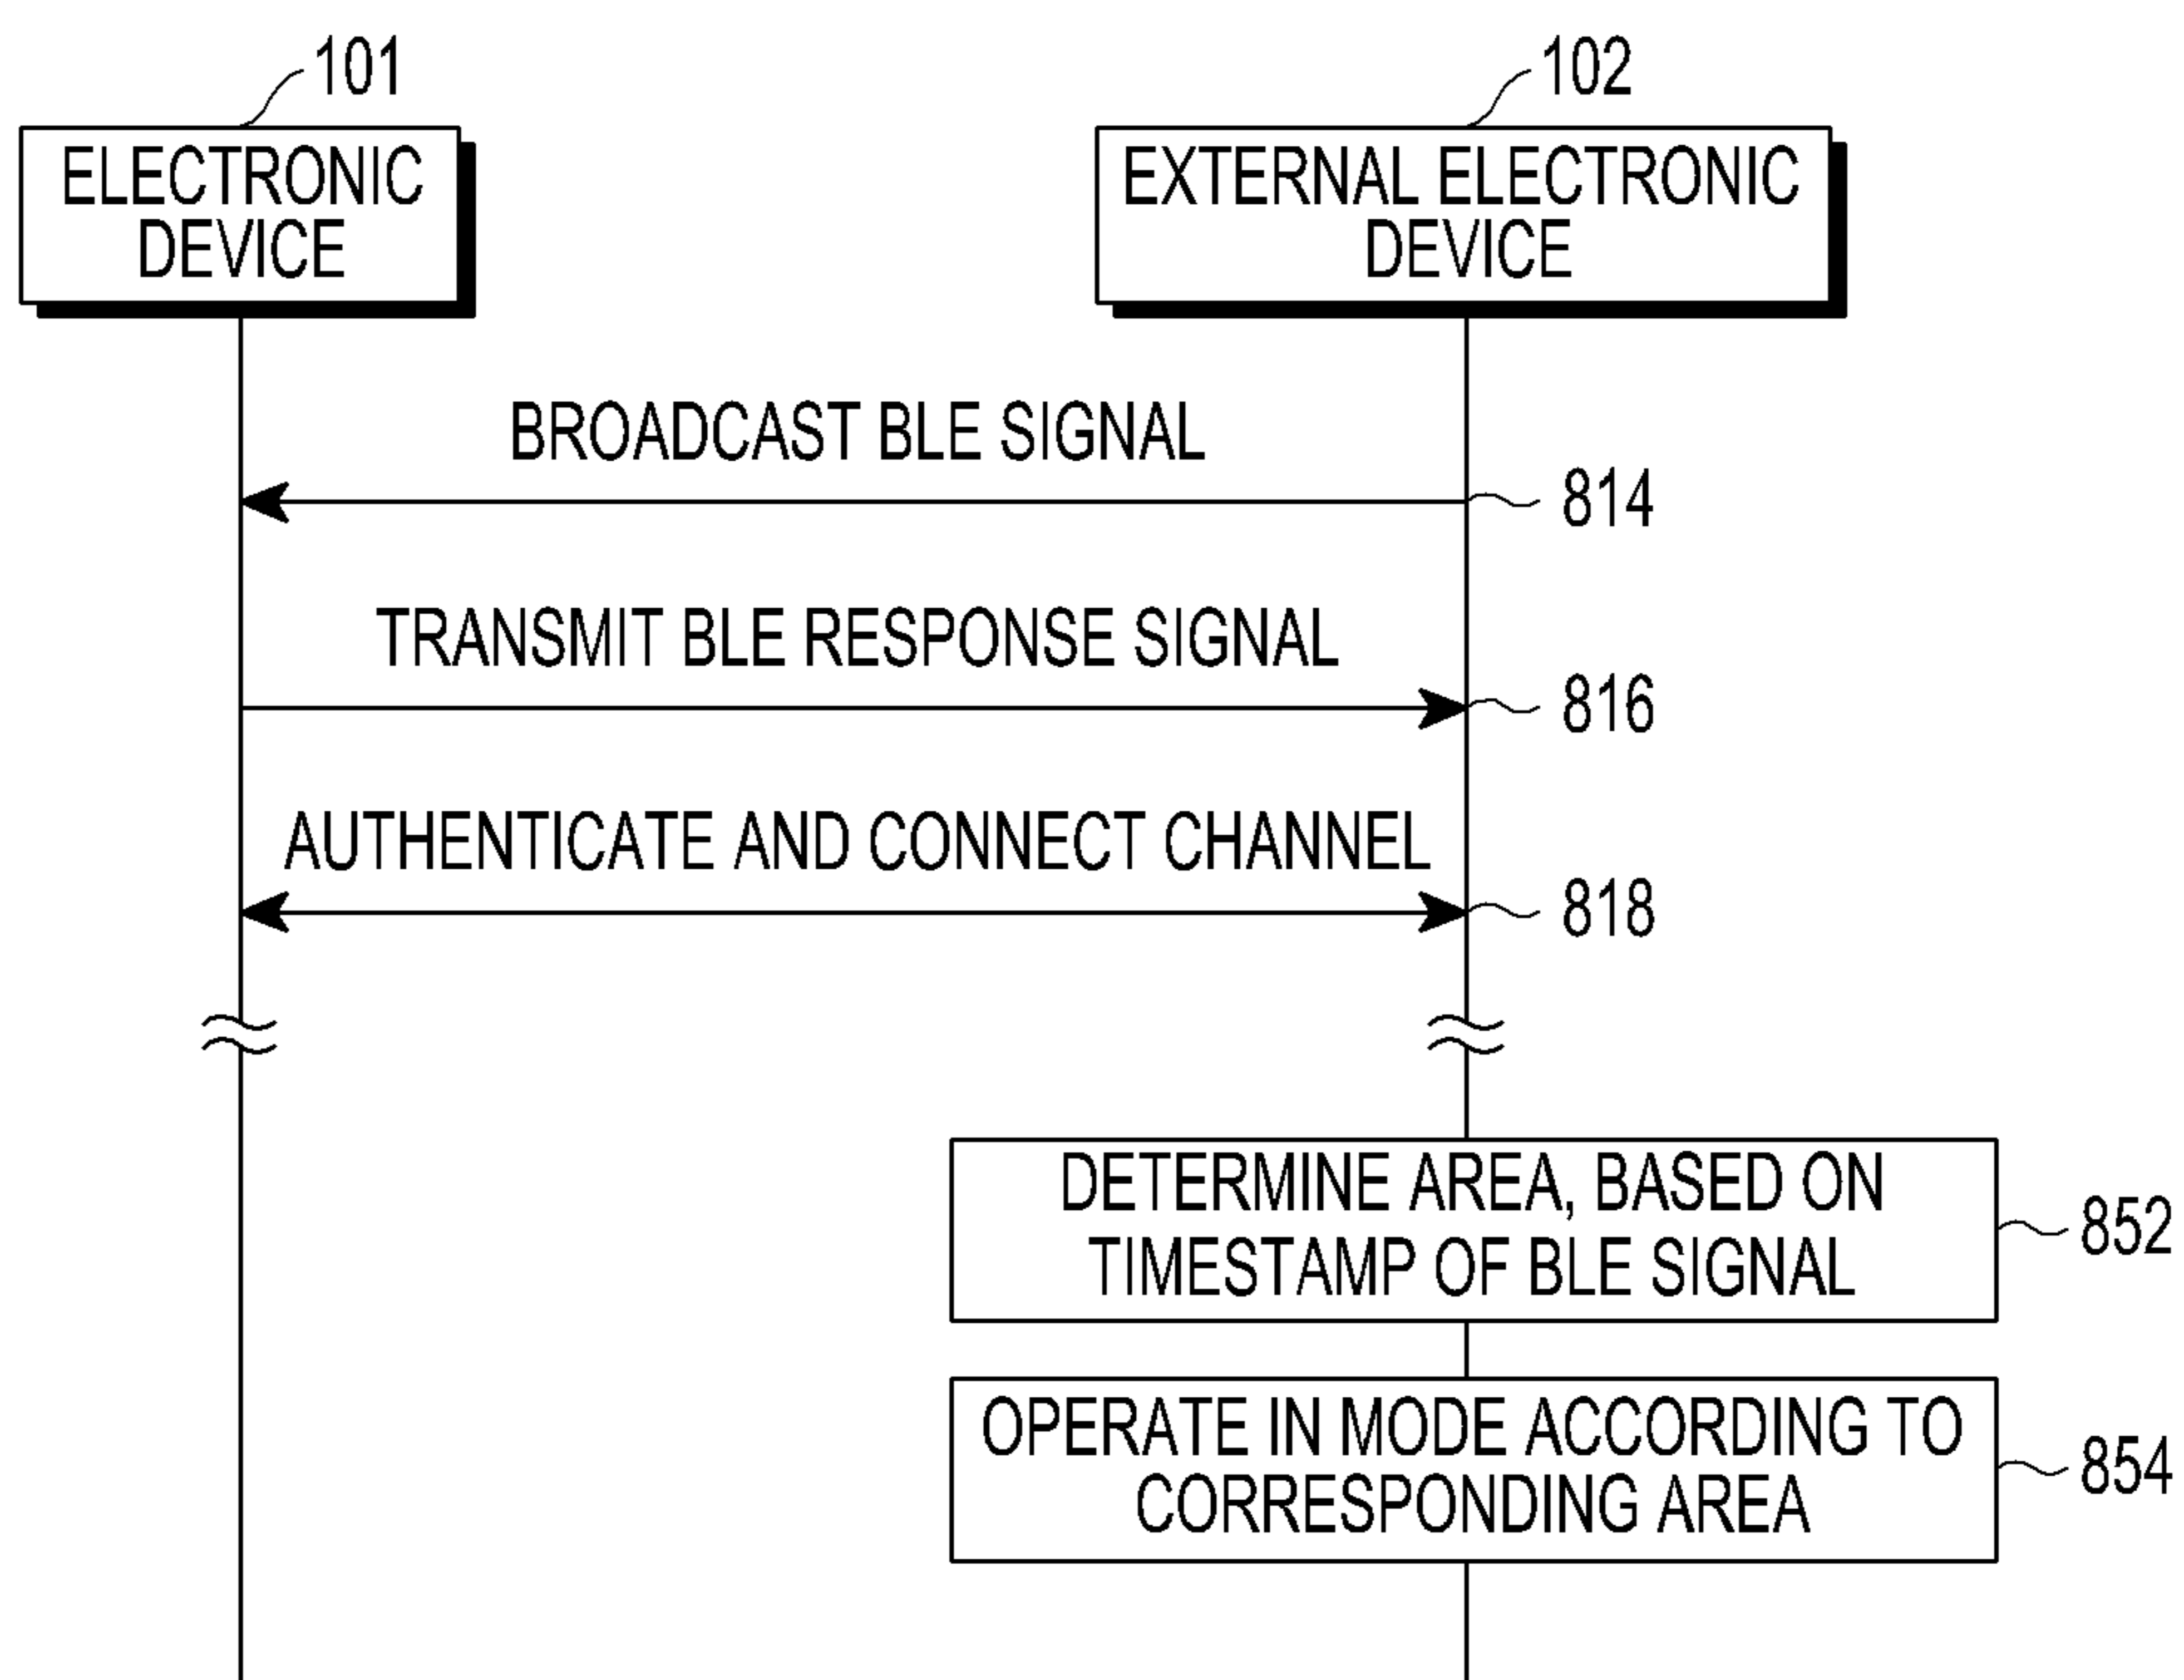 101
102
ELECTRONIC
DEVICE
EXTERNAL ELECTRONIC
DEVICE
BROADCAST BLE SIGNAL
814
TRANSMIT BLE RESPONSE SIGNAL
816
AUTHENTICATE AND CONNECT CHANNEL
818
DETERMINE AREA, BASED ON
TIMESTAMP OF BLE SIGNAL
852
OPERATE IN MODE ACCORDING TO
CORRESPONDING AREA
854